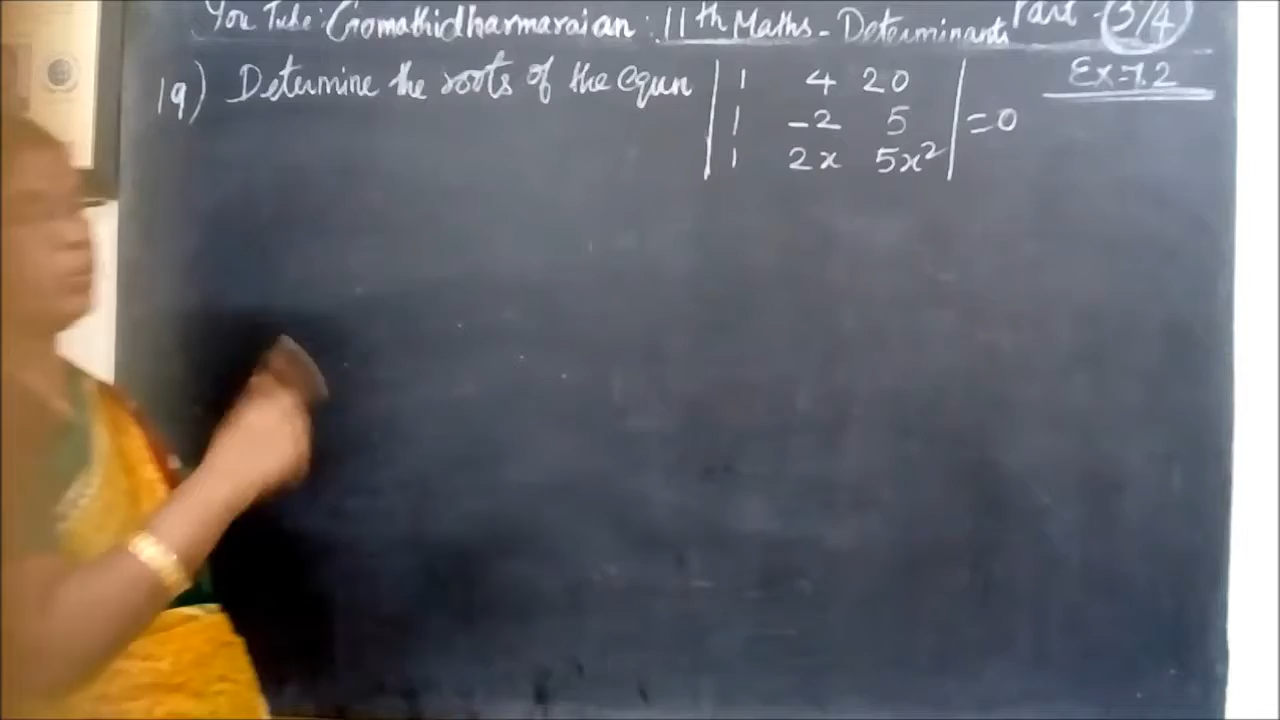 You Tube: Gomathidharmarajan: 11th Maths - Determinants Part - (3/4)
Ex-7.2
19) Determine the roots of the equn | 1 4 20 |
| 1 -2 5 | = 0
| 1 2x 5x² |